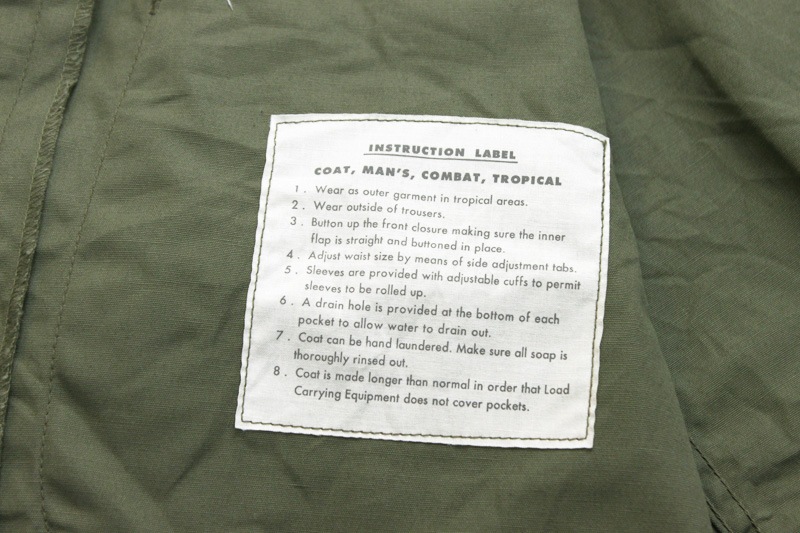 INSTRUCTION LABEL
COAT, MAN'S, COMBAT, TROPICAL
1. Wear as outer garment in tropical areas.
2. Wear outside of trousers.
3. Button up the front closure making sure the inner
flap is straight and buttoned in place.
4. Adjust waist size by means of side adjustment tabs.
5. Sleeves are provided with adjustable cuffs to permit
sleeves to be rolled up.
6. A drain hole is provided at the bottom of each
pocket to allow water to drain out.
7. Coat can be hand laundered. Make sure all soap is
thoroughly rinsed out.
8. Coat is made longer than normal in order that Load
Carrying Equipment does not cover pockets.